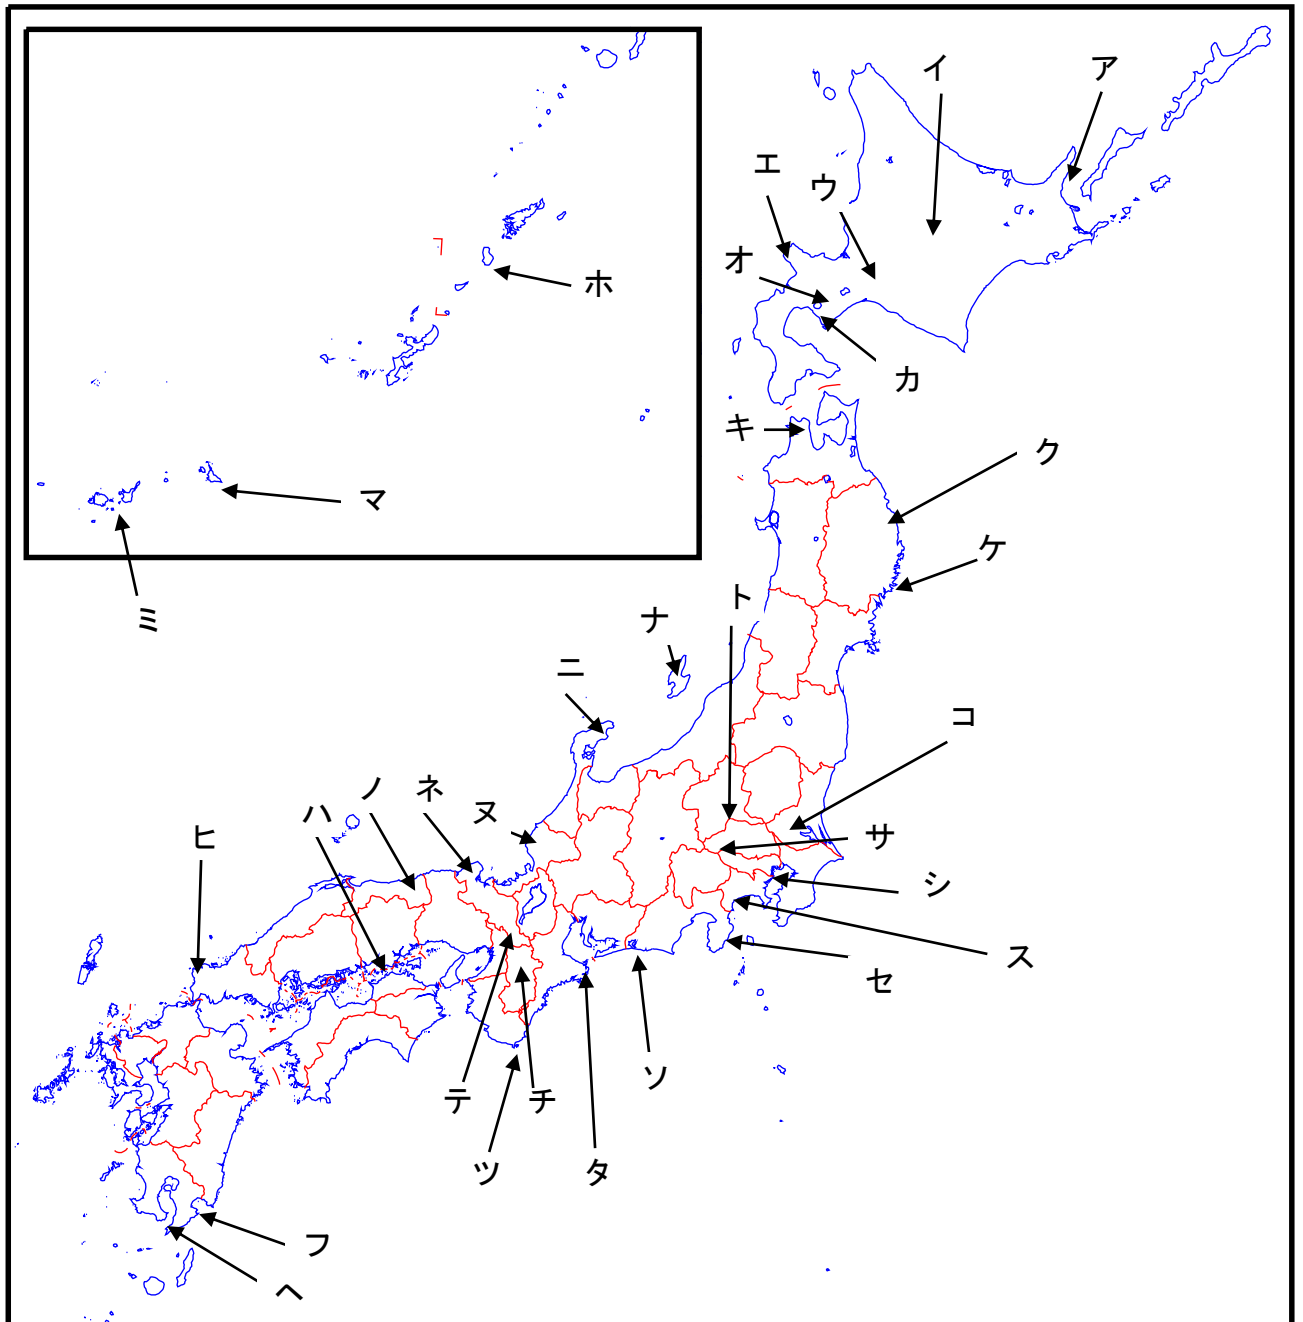 イ
ア
エ
ウ
オ
ホ
カ
キ
ク
マ
ケ
ト
ミ
ナ
ニ
コ
ノ
ネ
ハ
ヌ
ヒ
サ
シ
ス
セ
ソ
テ
チ
ツ
タ
フ
ヘ